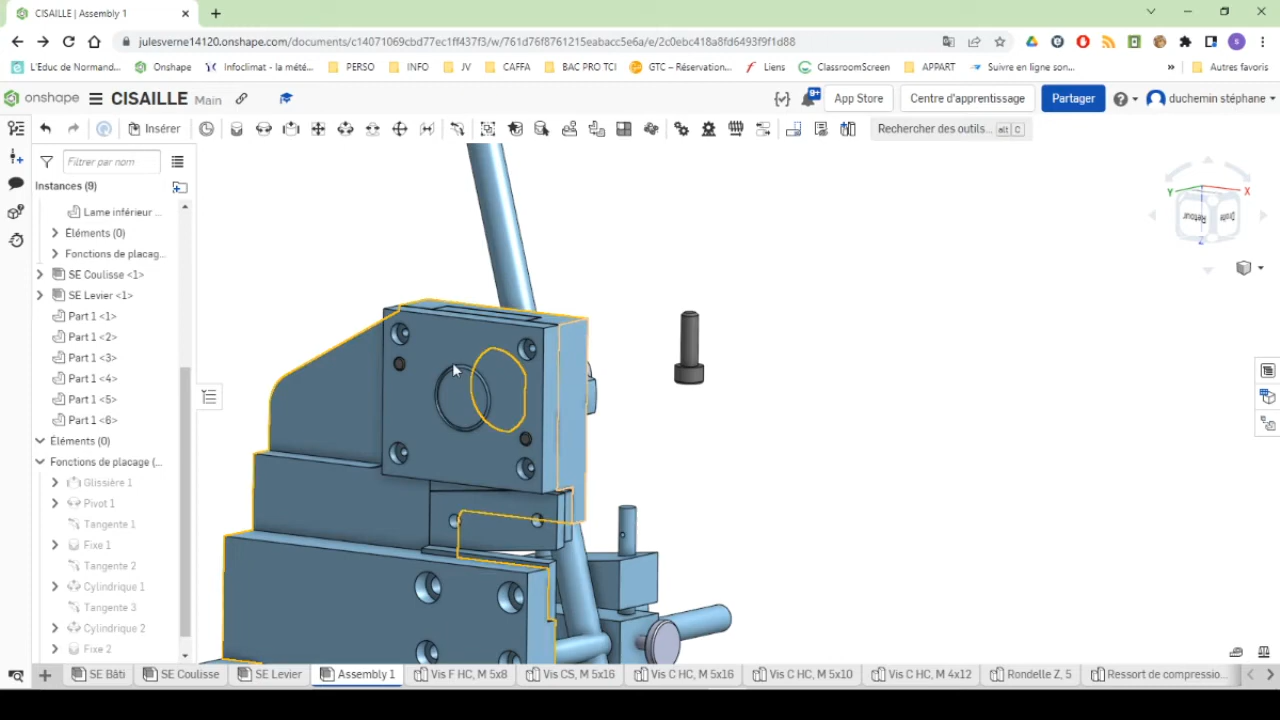 CISAILLE | Assembly 1
julesverne14120.onshape.com/documents/c14071069cbd77ec1ff437f3/w/761d76f8761215eabacc5e6a/e/2c0ebc418a8fd6493f9f1d88
L'Educ de Normand... Onshape Infoclimat - la mété... PERSO INFO JV CAFFA BAC PRO TCI GTC – Réservation... Liens ClassroomScreen APPART Suivre en ligne son... » Autres favoris
onshape CISAILLE Main 9+ App Store Centre d'apprentissage Partager duchemin stéphane
Insérer Rechercher des outils... alt C
Filtrer par nom
Instances (9)
Lame inférieur ...
Éléments (0)
Fonctions de placag...
SE Coulisse <1>
SE Levier <1>
Part 1 <1>
Part 1 <2>
Part 1 <3>
Part 1 <4>
Part 1 <5>
Part 1 <6>
Éléments (0)
Fonctions de placage (...
Glissière 1
Pivot 1
Tangente 1
Fixe 1
Tangente 2
Cylindrique 1
Tangente 3
Cylindrique 2
Fixe 2
Y X
Retour Droite
Z
SE Bâti SE Coulisse SE Levier Assembly 1 Vis F HC, M 5x8 Vis CS, M 5x16 Vis C HC, M 5x16 Vis C HC, M 5x10 Vis C HC, M 4x12 Rondelle Z, 5 Ressort de compressio...